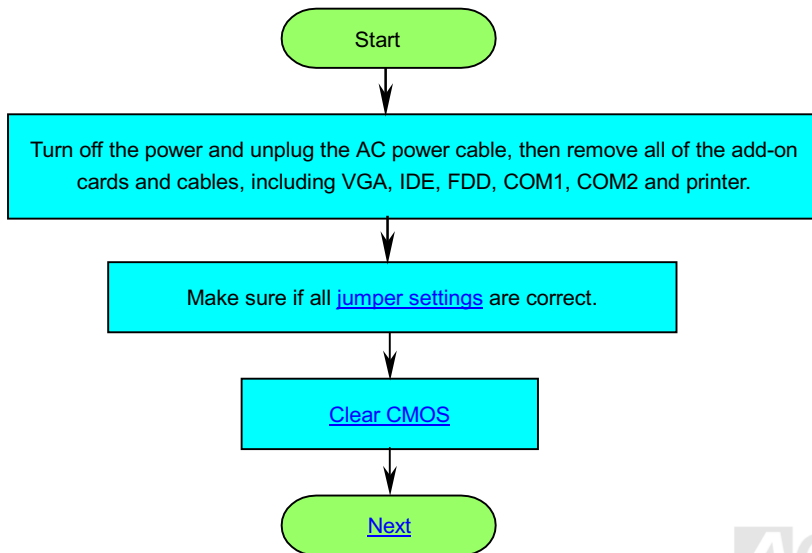 Start
Turn off the power and unplug the AC power cable, then remove all of the add-on
cards and cables, including VGA, IDE, FDD, COM1, COM2 and printer.
Make sure if all jumper settings are correct.
Clear CMOS
Next